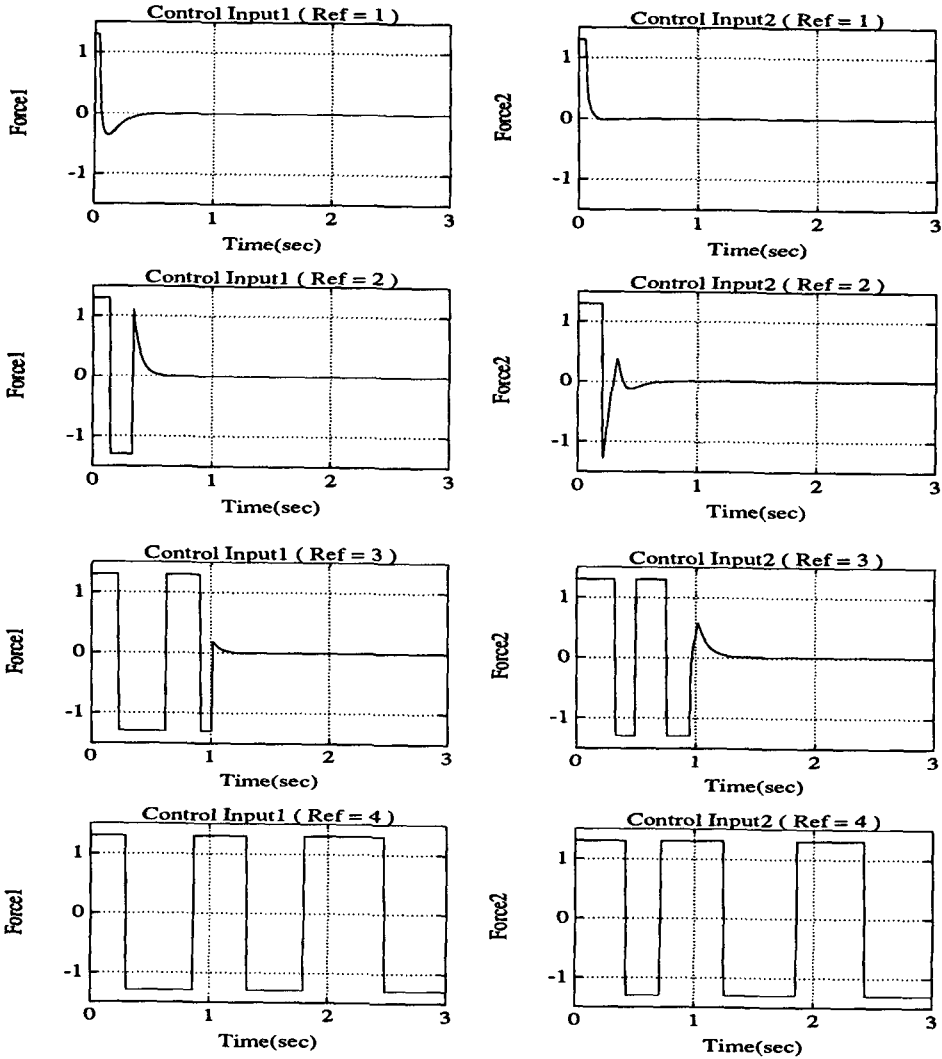 Control Input1 ( Ref = 1 )
1
0
-1
Force1
0 1 2 3
Time(sec)
Control Input2 ( Ref = 1 )
1
0
-1
Force2
0 1 2 3
Time(sec)
Control Input1 ( Ref = 2 )
1
0
-1
Force1
0 1 2 3
Time(sec)
Control Input2 ( Ref = 2 )
1
0
-1
Force2
0 1 2 3
Time(sec)
Control Input1 ( Ref = 3 )
1
0
-1
Force1
0 1 2 3
Time(sec)
Control Input2 ( Ref = 3 )
1
0
-1
Force2
0 1 2 3
Time(sec)
Control Input1 ( Ref = 4 )
1
0
-1
Force1
0 1 2 3
Time(sec)
Control Input2 ( Ref = 4 )
1
0
-1
Force2
0 1 2 3
Time(sec)